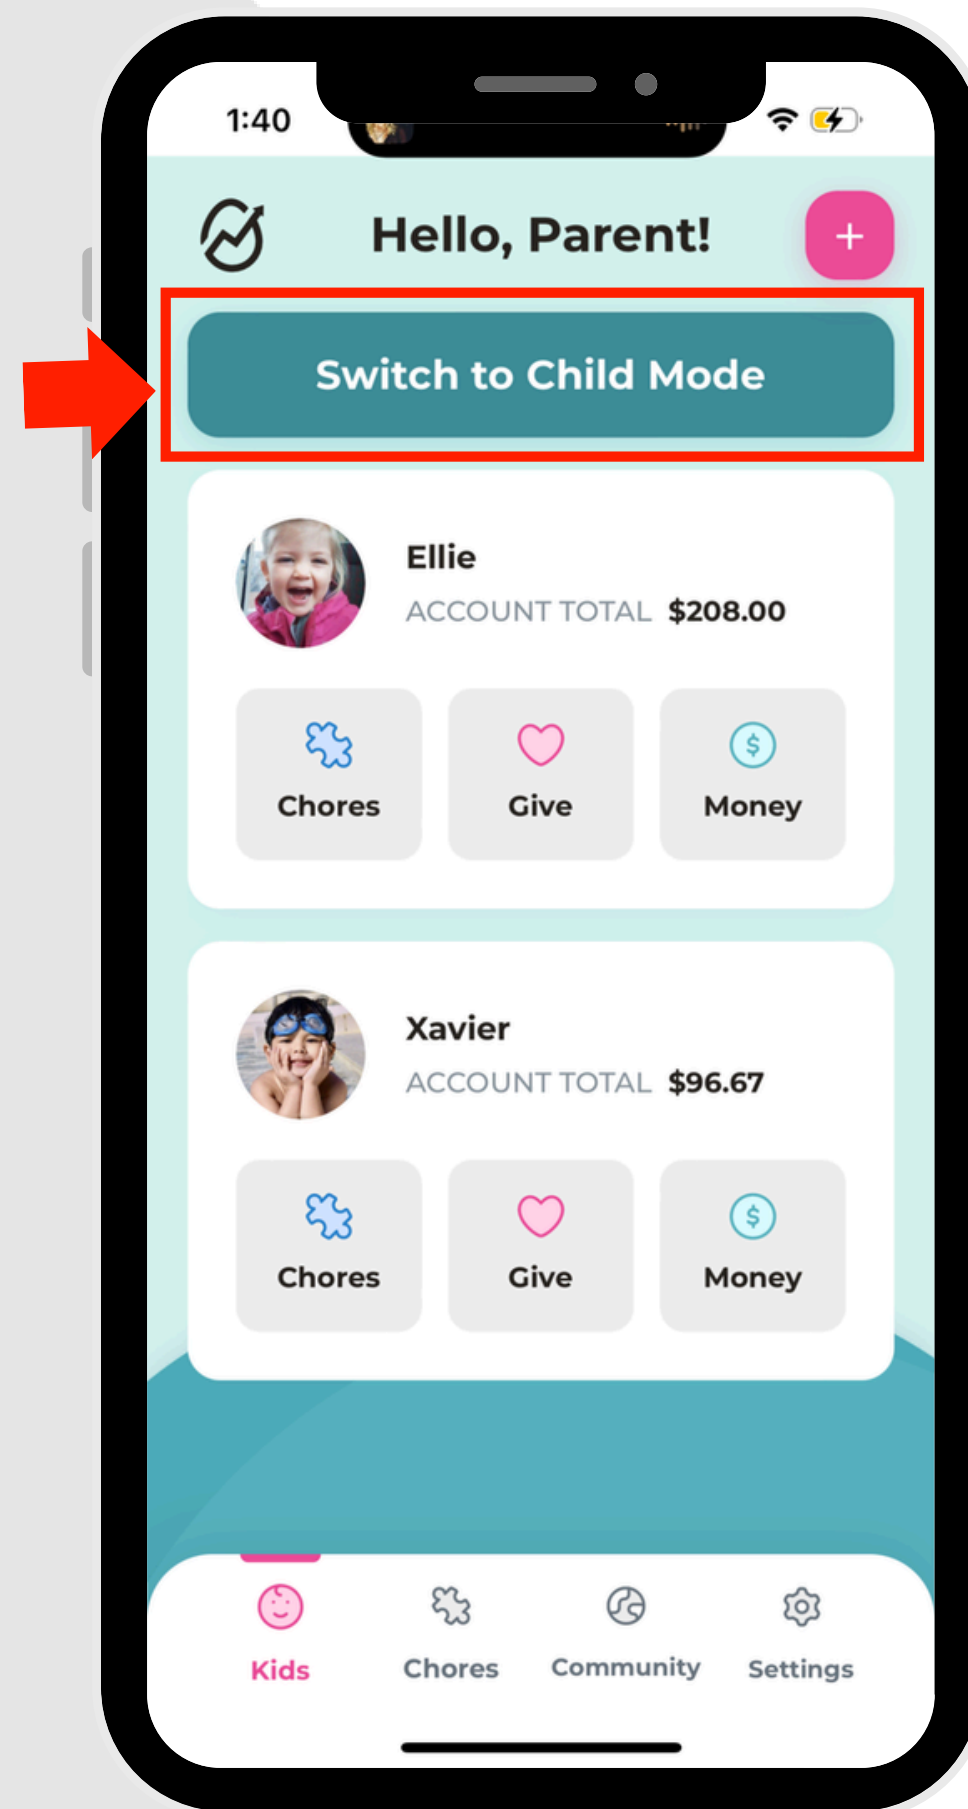 1:40
Hello, Parent!
+
Switch to Child Mode
Ellie
ACCOUNT TOTAL $208.00
$
Chores Give Money
Xavier
ACCOUNT TOTAL $96.67
$
Chores Give Money
Kids Chores Community Settings